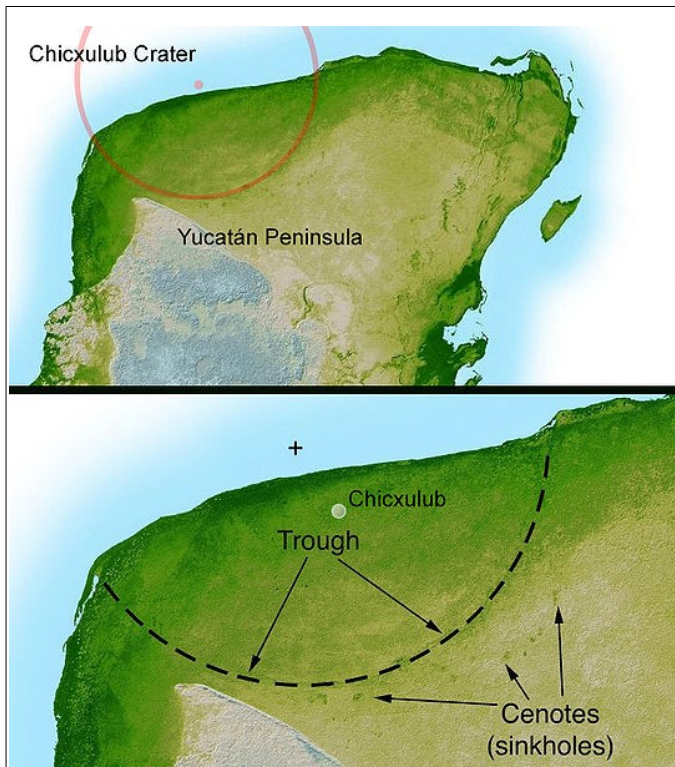 Chicxulub Crater
Yucatán Peninsula
Chicxulub
Trough
Cenotes
(sinkholes)